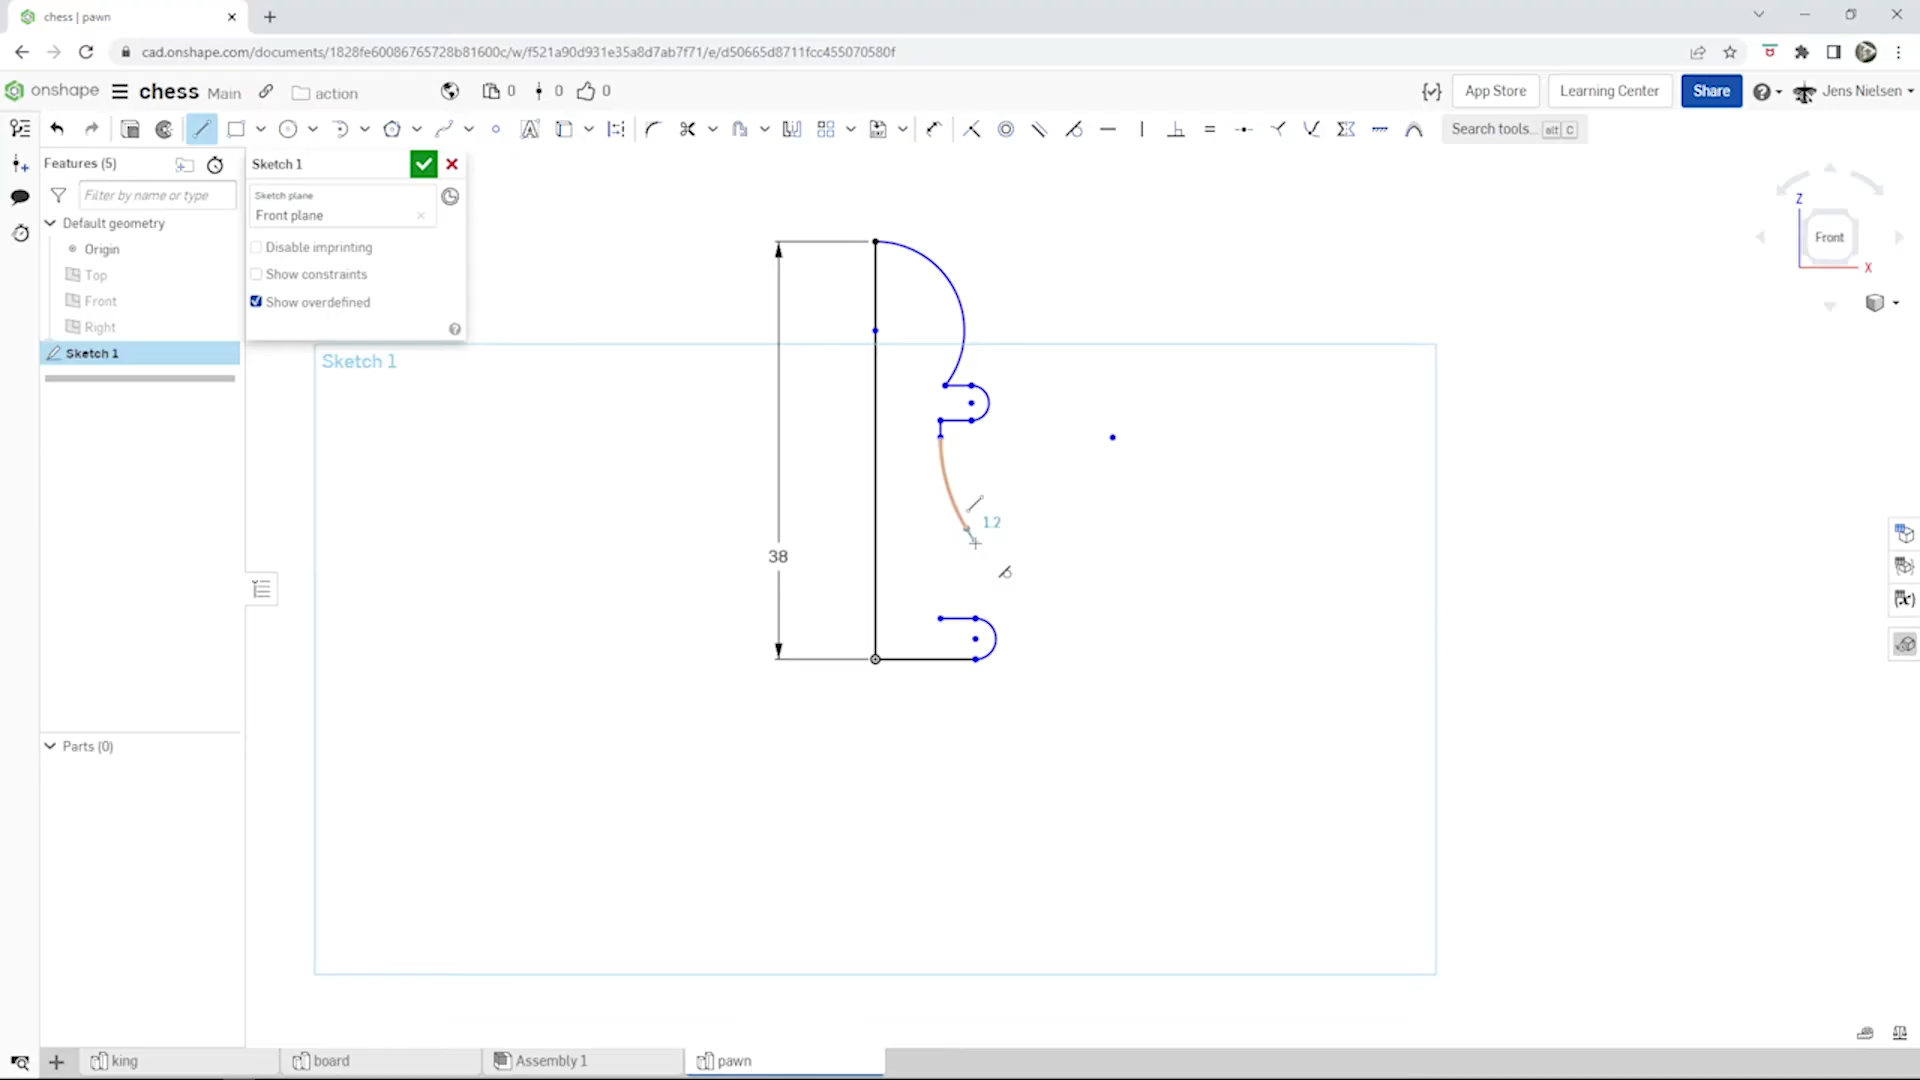 chess | pawn
cad.onshape.com/documents/1828fe60086765728b81600c/w/f521a90d931e35a8d7ab7f71/e/d50665d8711fcc455070580f
onshape chess Main action 0 0 0 App Store Learning Center Share Jens Nielsen
Search tools... alt C
Features (5)
Filter by name or type
Default geometry
Origin
Top
Front
Right
Sketch 1
Sketch 1
Sketch plane
Front plane
Disable imprinting
Show constraints
Show overdefined
Sketch 1
38
1.2
Z
Front
X
(x)
Parts (0)
king board Assembly 1 pawn